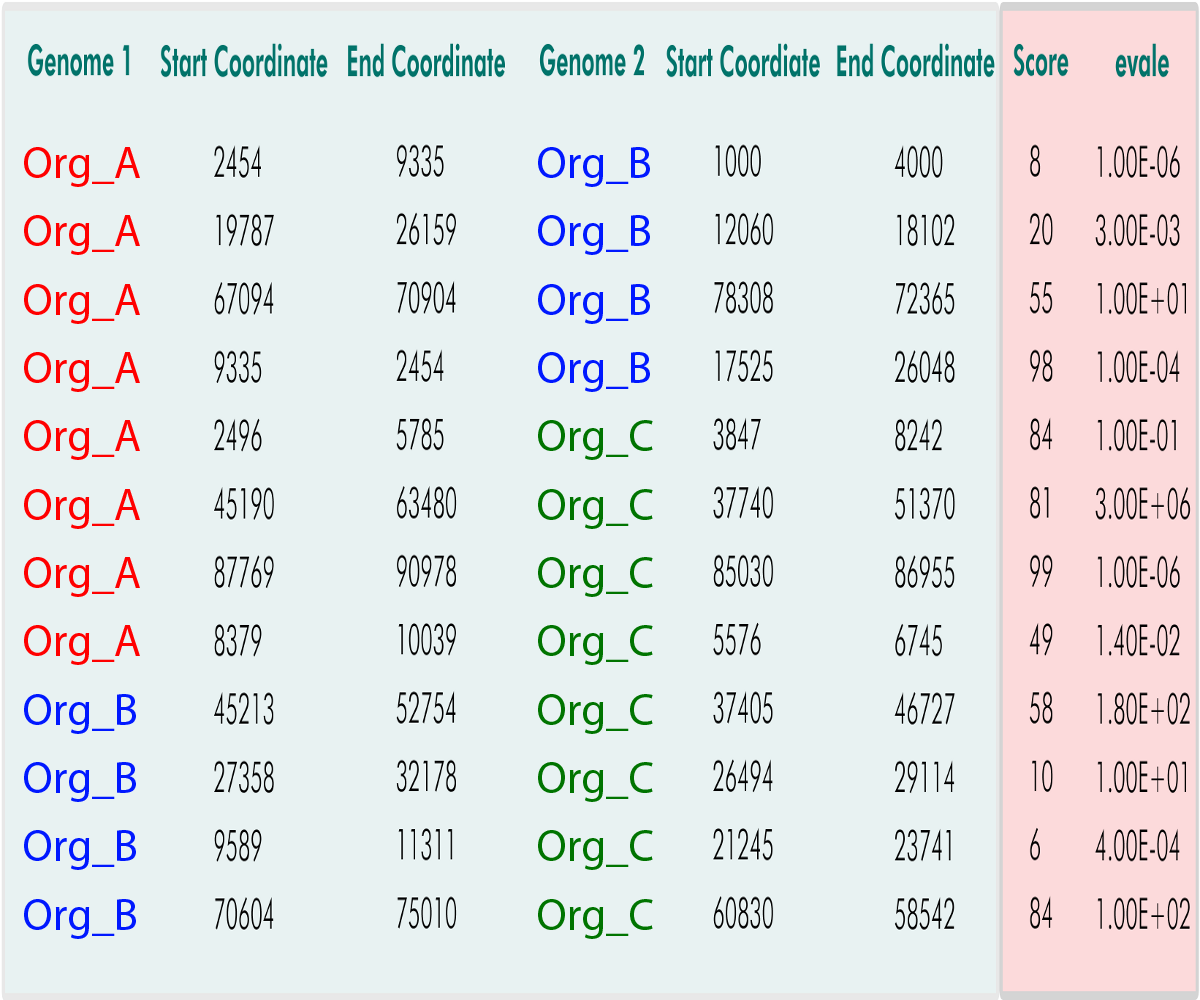 Genome 1 Start Coordinate End Coordinate Genome 2 Start Coordiate End Coordinate Score evale
Org_A 2454 9335 Org_B 1000 4000 8 1.00E-06
Org_A 19787 26159 Org_B 12060 18102 20 3.00E-03
Org_A 67094 70904 Org_B 78308 72365 55 1.00E+01
Org_A 9335 2454 Org_B 17525 26048 98 1.00E-04
Org_A 2496 5785 Org_C 3847 8242 84 1.00E-01
Org_A 45190 63480 Org_C 37740 51370 81 3.00E+06
Org_A 87769 90978 Org_C 85030 86955 99 1.00E-06
Org_A 8379 10039 Org_C 5576 6745 49 1.40E-02
Org_B 45213 52754 Org_C 37405 46727 58 1.80E+02
Org_B 27358 32178 Org_C 26494 29114 10 1.00E+01
Org_B 9589 11311 Org_C 21245 23741 6 4.00E-04
Org_B 70604 75010 Org_C 60830 58542 84 1.00E+02